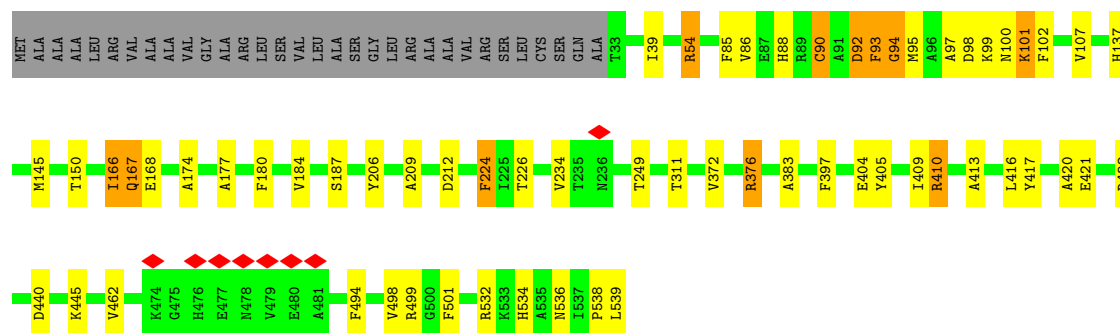 MET ALA ALA ALA LEU ARG VAL ALA ALA VAL GLY ALA ARG LEU SER VAL LEU ALA SER GLY LEU ARG ALA ALA VAL ARG SER LEU CYS SER GLN ALA T33 I39 R54 F85 V86 E87 H88 R89 C90 A91 D92 F93 G94 M95 A96 A97 D98 K99 N100 K101 F102 V107 H137
M145 T150 I166 Q167 E168 A174 A177 F180 V184 S187 Y206 A209 D212 F224 I225 T226 V234 T235 N236 T249 T311 V372 R376 A383 F397 E404 Y405 I409 R410 A413 L416 Y417 A420 E421
D440 K445 V462 K474 G475 H476 E477 N478 V479 E480 A481 F494 V498 R499 G500 F501 R532 K533 H534 A535 N536 I537 P538 L539